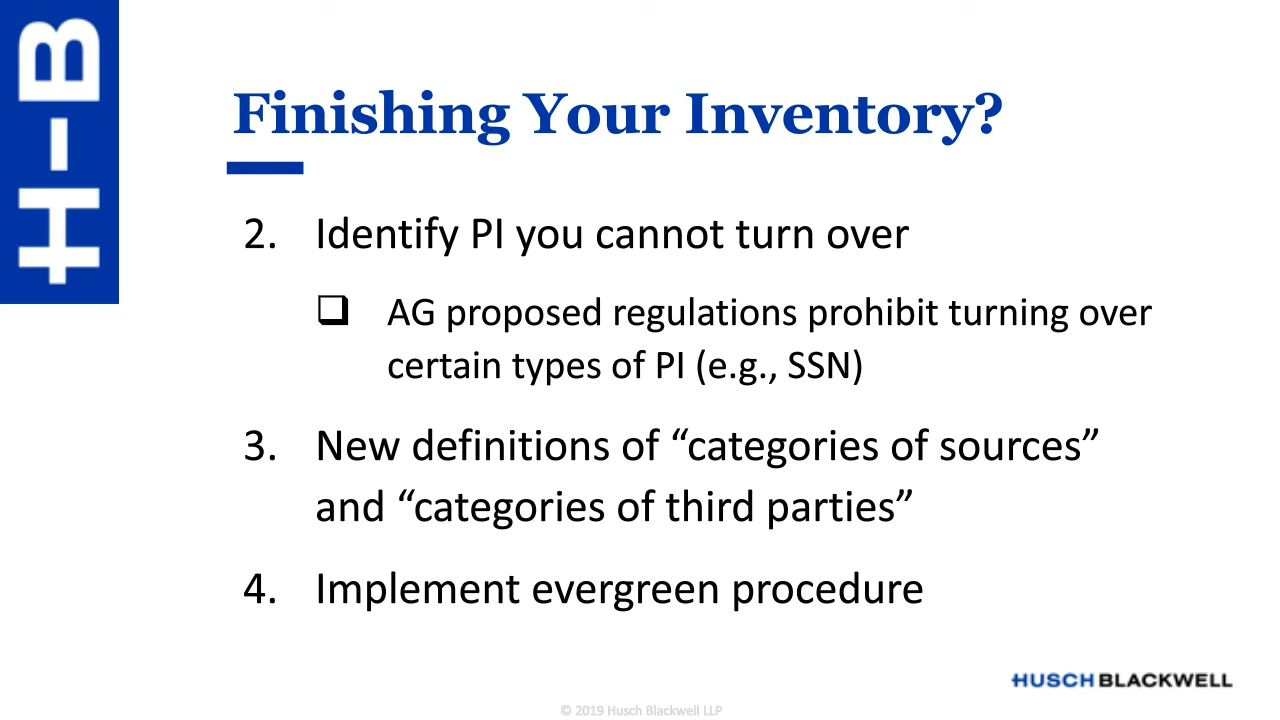 H-B
Finishing Your Inventory?
2. Identify PI you cannot turn over
❑ AG proposed regulations prohibit turning over
certain types of PI (e.g., SSN)
3. New definitions of “categories of sources”
and “categories of third parties”
4. Implement evergreen procedure
HUSCH BLACKWELL
© 2019 Husch Blackwell LLP